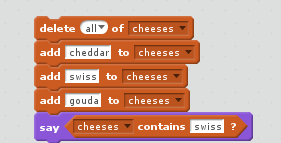 delete all of cheeses
add cheddar to cheeses
add swiss to cheeses
add gouda to cheeses
say cheeses contains swiss ?